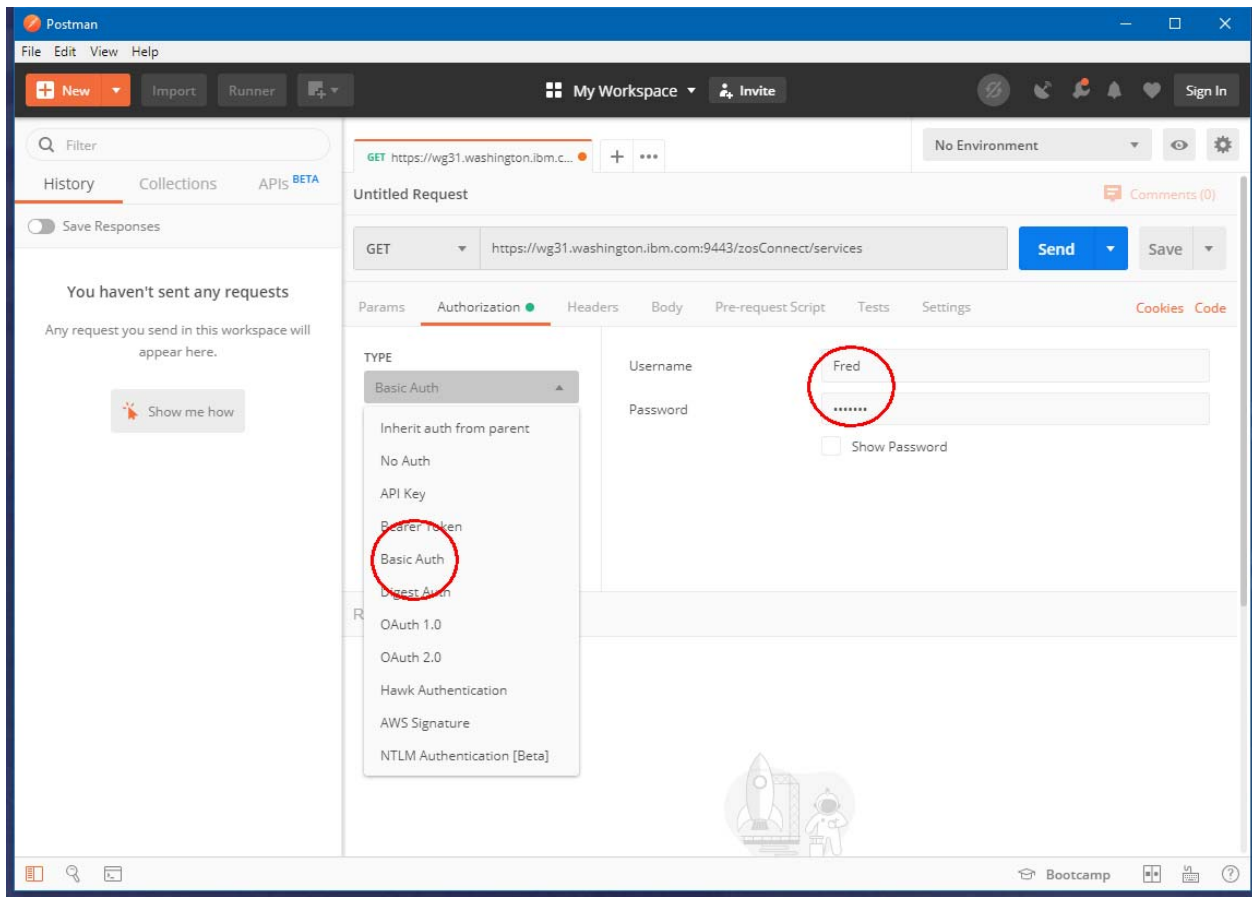 Postman
File Edit View Help
New Import Runner My Workspace Invite Sign In
Filter
History Collections APIs BETA
Save Responses
You haven't sent any requests
Any request you send in this workspace will
appear here.
Show me how
GET https://wg31.washington.ibm.c... + •••
No Environment
Untitled Request
Comments (0)
GET https://wg31.washington.ibm.com:9443/zosConnect/services Send Save
Params Authorization Headers Body Pre-request Script Tests Settings Cookies Code
TYPE
Basic Auth
Inherit auth from parent
No Auth
API Key
Bearer Token
Basic Auth
Digest Auth
OAuth 1.0
OAuth 2.0
Hawk Authentication
AWS Signature
NTLM Authentication [Beta]
Username Fred
Password •••••••
Show Password
R
Bootcamp